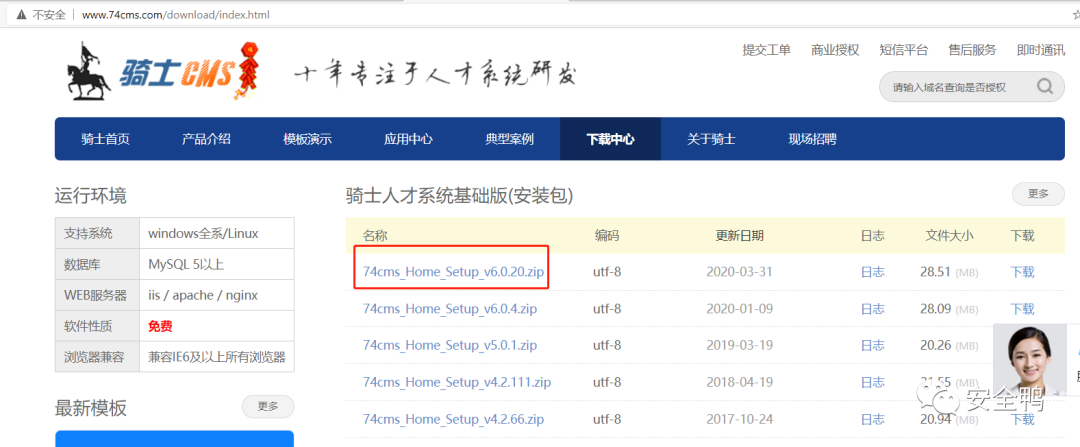 不安全 | www.74cms.com/download/index.html
骑士CMS
十年专注于人才系统研发
提交工单 商业授权 短信平台 售后服务 即时通讯
请输入域名查询是否授权
骑士首页 产品介绍 模板演示 应用中心 典型案例 下载中心 关于骑士 现场招聘
运行环境
支持系统 windows全系/Linux
数据库 MySQL 5以上
WEB服务器 iis / apache / nginx
软件性质 免费
浏览器兼容 兼容IE6及以上所有浏览器
最新模板 更多
骑士人才系统基础版(安装包) 更多
名称 编码 更新日期 日志 文件大小 下载
74cms_Home_Setup_v6.0.20.zip utf-8 2020-03-31 日志 28.51 (MB) 下载
74cms_Home_Setup_v6.0.4.zip utf-8 2020-01-09 日志 28.09 (MB) 下载
74cms_Home_Setup_v5.0.1.zip utf-8 2019-03-19 日志 20.26 (MB)
74cms_Home_Setup_v4.2.111.zip utf-8 2018-04-19 日志 21.55 (MB)
74cms_Home_Setup_v4.2.66.zip utf-8 2017-10-24 日志 20.94 (MB) 下载
安全鸭